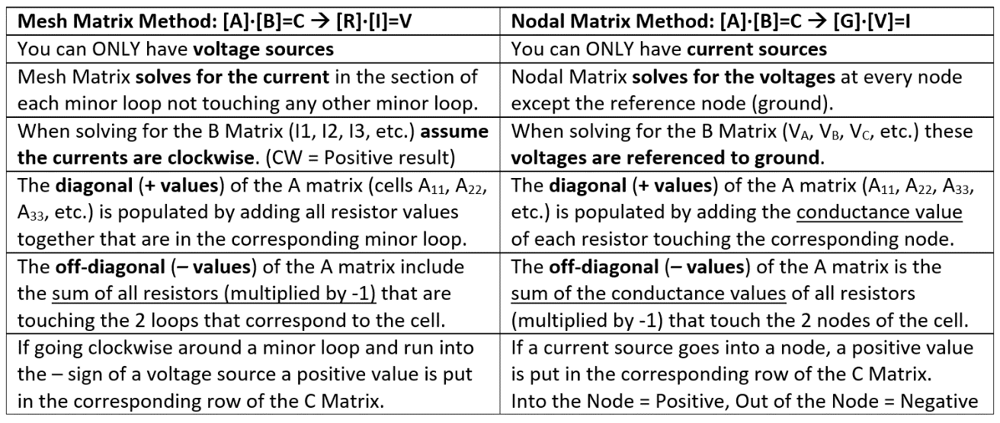 Mesh Matrix Method: [A]·[B]=C → [R]·[I]=V
You can ONLY have voltage sources
Mesh Matrix solves for the current in the section of
each minor loop not touching any other minor loop.
When solving for the B Matrix (I1, I2, I3, etc.) assume
the currents are clockwise. (CW = Positive result)
The diagonal (+ values) of the A matrix (cells A₁₁, A₂₂,
A₃₃, etc.) is populated by adding all resistor values
together that are in the corresponding minor loop.
The off-diagonal (– values) of the A matrix include
the sum of all resistors (multiplied by -1) that are
touching the 2 loops that correspond to the cell.
If going clockwise around a minor loop and run into
the – sign of a voltage source a positive value is put
in the corresponding row of the C Matrix.
Nodal Matrix Method: [A]·[B]=C → [G]·[V]=I
You can ONLY have current sources
Nodal Matrix solves for the voltages at every node
except the reference node (ground).
When solving for the B Matrix (VA, VB, VC, etc.) these
voltages are referenced to ground.
The diagonal (+ values) of the A matrix (A₁₁, A₂₂, A₃₃,
etc.) is populated by adding the conductance value
of each resistor touching the corresponding node.
The off-diagonal (– values) of the A matrix is the
sum of the conductance values of all resistors
(multiplied by -1) that touch the 2 nodes of the cell.
If a current source goes into a node, a positive value
is put in the corresponding row of the C Matrix.
Into the Node = Positive, Out of the Node = Negative